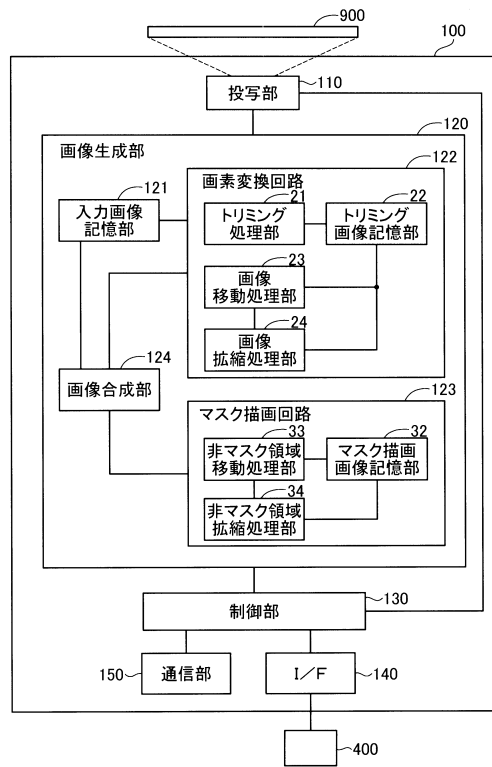 900
100
投写部
110
120
画像生成部
122
画素変換回路
121
入力画像
記憶部
21
トリミング
処理部
22
トリミング
画像記憶部
23
画像
移動処理部
24
画像
拡縮処理部
124
画像合成部
123
マスク描画回路
33
非マスク領域
移動処理部
32
マスク描画
画像記憶部
34
非マスク領域
拡縮処理部
130
制御部
150
通信部
I/F
140
400